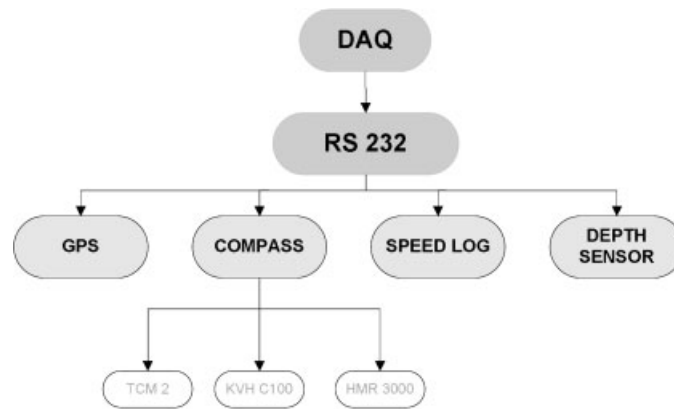 DAQ
RS 232
GPS
COMPASS
SPEED LOG
DEPTH
SENSOR
TCM 2
KVH C100
HMR 3000